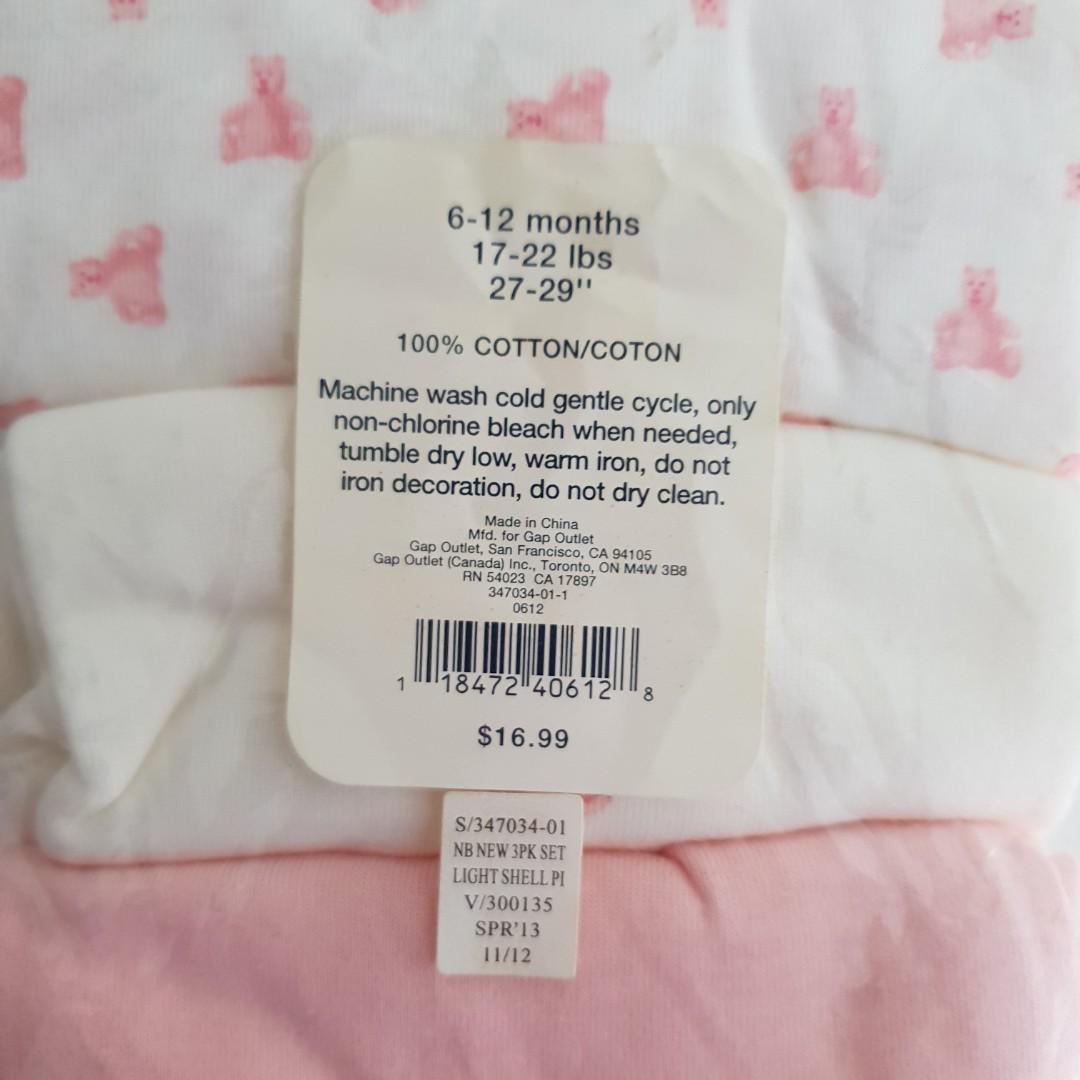 6-12 months
17-22 lbs
27-29"
100% COTTON/COTON
Machine wash cold gentle cycle, only
non-chlorine bleach when needed,
tumble dry low, warm iron, do not
iron decoration, do not dry clean.
Made in China
Mfd. for Gap Outlet
Gap Outlet, San Francisco, CA 94105
Gap Outlet (Canada) Inc., Toronto, ON M4W 3B8
RN 54023 CA 17897
347034-01-1
0612
1 18472 40612 8
$16.99
S/347034-01
NB NEW 3PK SET
LIGHT SHELL PI
V/300135
SPR'13
11/12